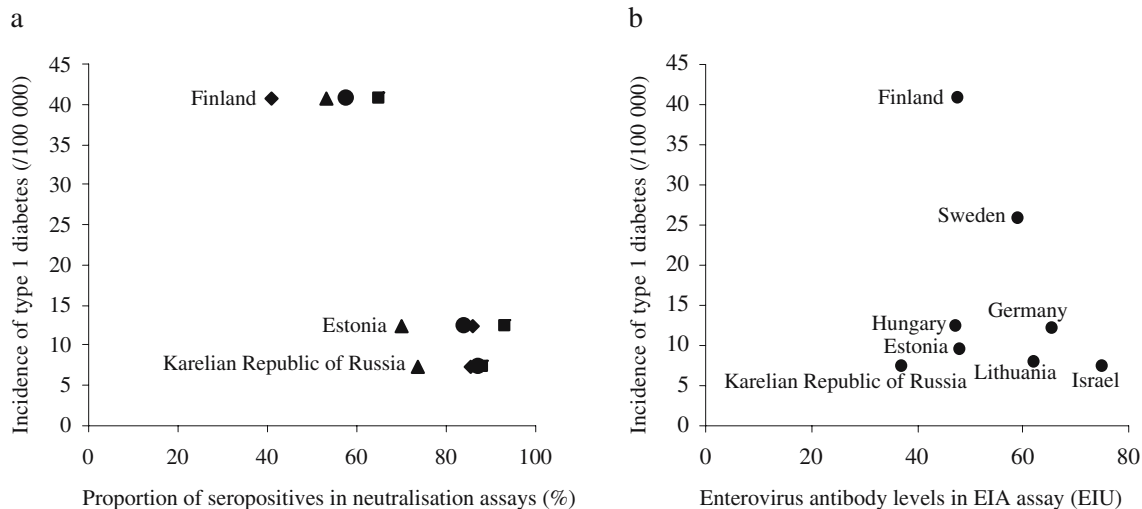 a
Incidence of type 1 diabetes (/100 000)
45
40
35
30
25
20
15
10
5
0
Finland
Estonia
Karelian Republic of Russia
0 20 40 60 80 100
Proportion of seropositives in neutralisation assays (%)
b
Incidence of type 1 diabetes (/100 000)
45
40
35
30
25
20
15
10
5
0
Finland
Sweden
Hungary
Germany
Estonia
Karelian Republic of Russia
Lithuania
Israel
0 20 40 60 80
Enterovirus antibody levels in EIA assay (EIU)